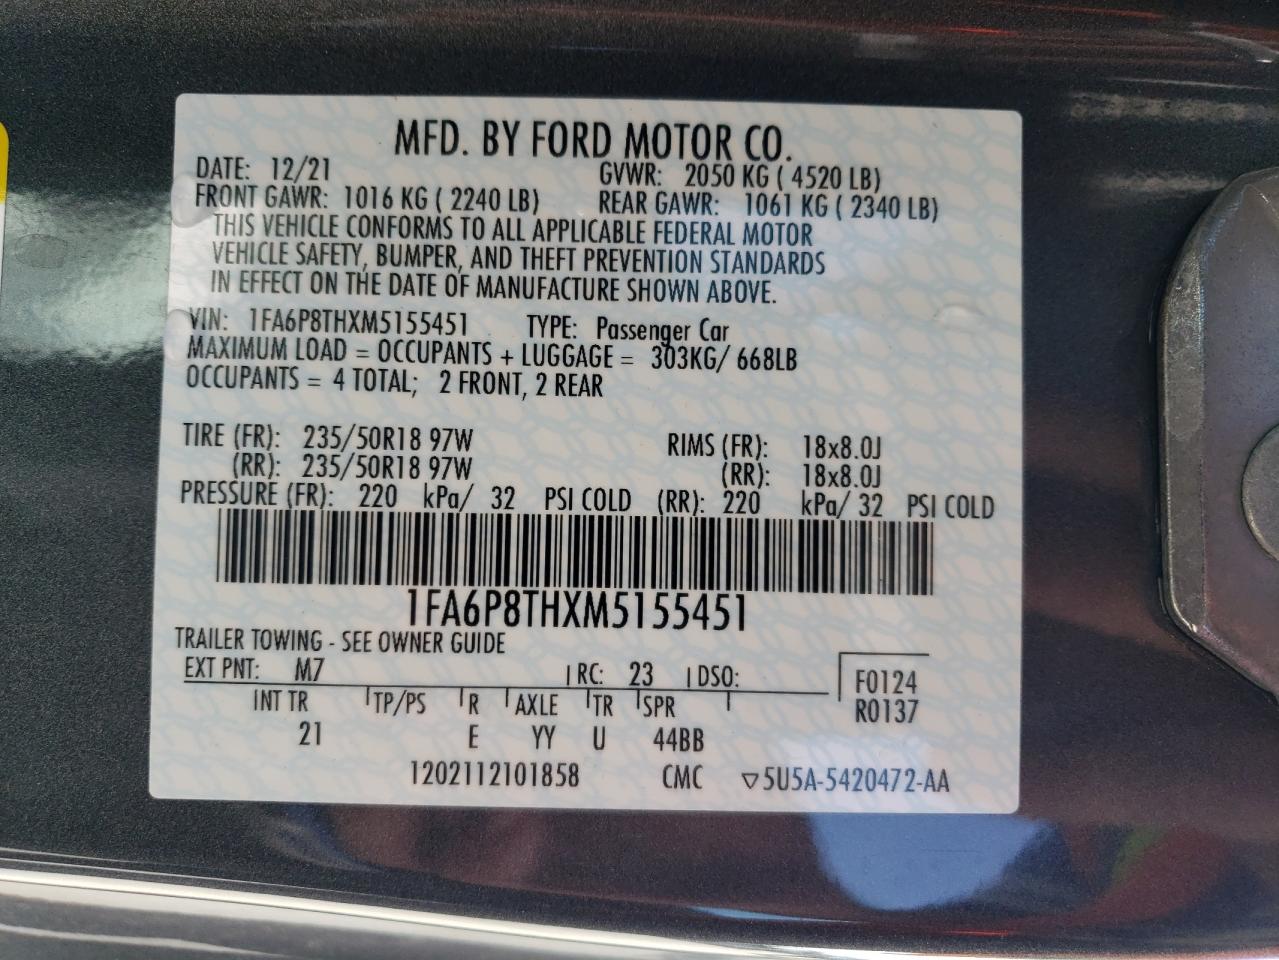 MFD. BY FORD MOTOR CO.
DATE: 12/21 GVWR: 2050 KG ( 4520 LB)
FRONT GAWR: 1016 KG ( 2240 LB) REAR GAWR: 1061 KG ( 2340 LB)
THIS VEHICLE CONFORMS TO ALL APPLICABLE FEDERAL MOTOR
VEHICLE SAFETY, BUMPER, AND THEFT PREVENTION STANDARDS
IN EFFECT ON THE DATE OF MANUFACTURE SHOWN ABOVE.
VIN: 1FA6P8THXM5155451 TYPE: Passenger Car
MAXIMUM LOAD = OCCUPANTS + LUGGAGE = 303KG/ 668LB
OCCUPANTS = 4 TOTAL; 2 FRONT, 2 REAR
TIRE (FR): 235/50R18 97W RIMS (FR): 18x8.0J
(RR): 235/50R18 97W (RR): 18x8.0J
PRESSURE (FR): 220 kPa/ 32 PSI COLD (RR): 220 kPa/ 32 PSI COLD
1FA6P8THXM5155451
TRAILER TOWING - SEE OWNER GUIDE
EXT PNT: M7 RC: 23 DSO: F0124
INT TR TP/PS R AXLE TR SPR R0137
21 E YY U 44BB
1202112101858 CMC ▽5U5A-5420472-AA